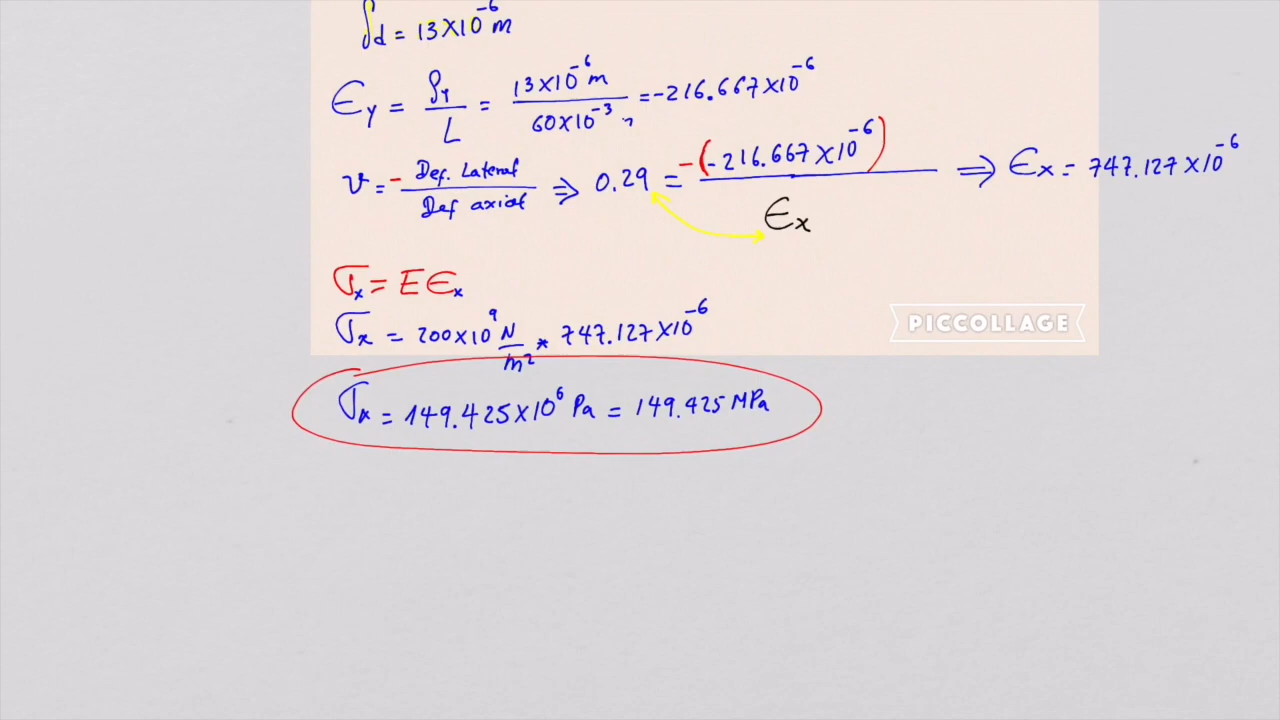 δd = 13×10⁻⁶ m
ϵy = δy/L = 13×10⁻⁶ m / 60×10⁻³ = -216.667×10⁻⁶
ν = - Def. Lateral / Def axial ⇒ 0.29 = -(-216.667×10⁻⁶) / ϵx ⇒ ϵx = 747.127×10⁻⁶
σx = E ϵx
σx = 200×10⁹ N/m² * 747.127×10⁻⁶
PICCOLLAGE
σx = 149.425×10⁶ Pa = 149.425 MPa